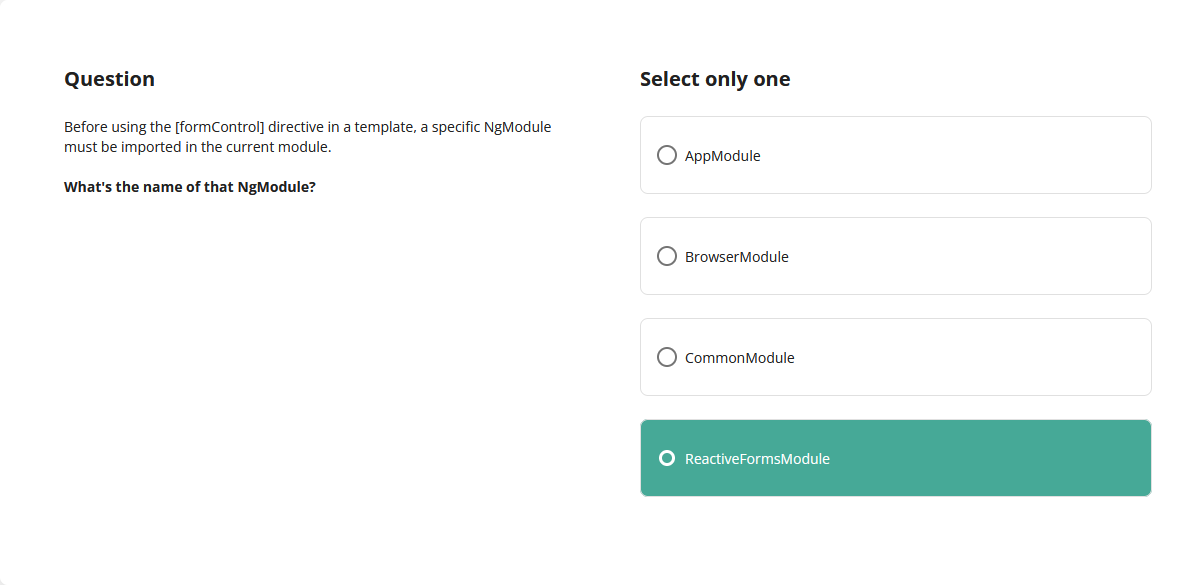 Question
Before using the [formControl] directive in a template, a specific NgModule
must be imported in the current module.
What's the name of that NgModule?
Select only one
AppModule
BrowserModule
CommonModule
ReactiveFormsModule